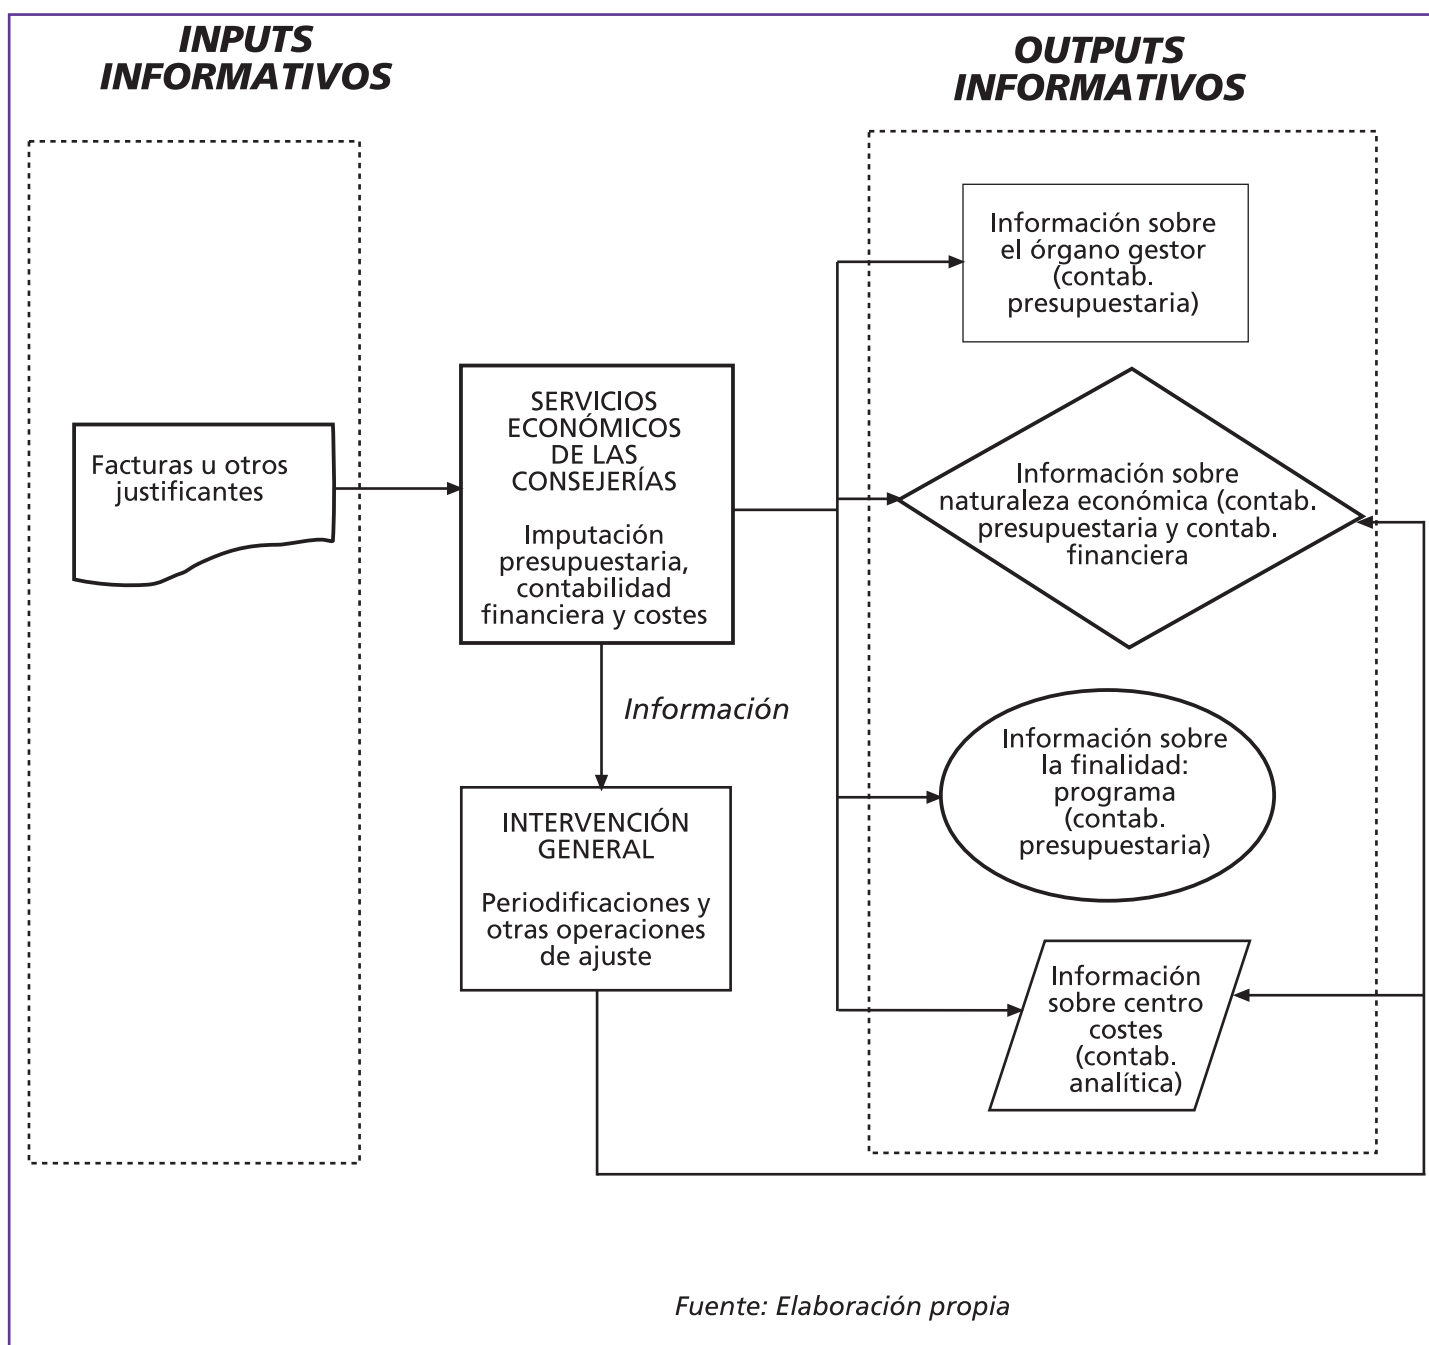 INPUTS
INFORMATIVOS
OUTPUTS
INFORMATIVOS
Facturas u otros
justificantes
SERVICIOS
ECONÓMICOS
DE LAS
CONSEJERÍAS
Imputación
presupuestaria,
contabilidad
financiera y costes
Información
INTERVENCIÓN
GENERAL
Periodificaciones y
otras operaciones
de ajuste
Información sobre
el órgano gestor
(contab.
presupuestaria)
Información sobre
naturaleza económica (contab.
presupuestaria y contab.
financiera
Información sobre
la finalidad:
programa
(contab.
presupuestaria)
Información
sobre centro
costes
(contab.
analítica)
Fuente: Elaboración propia